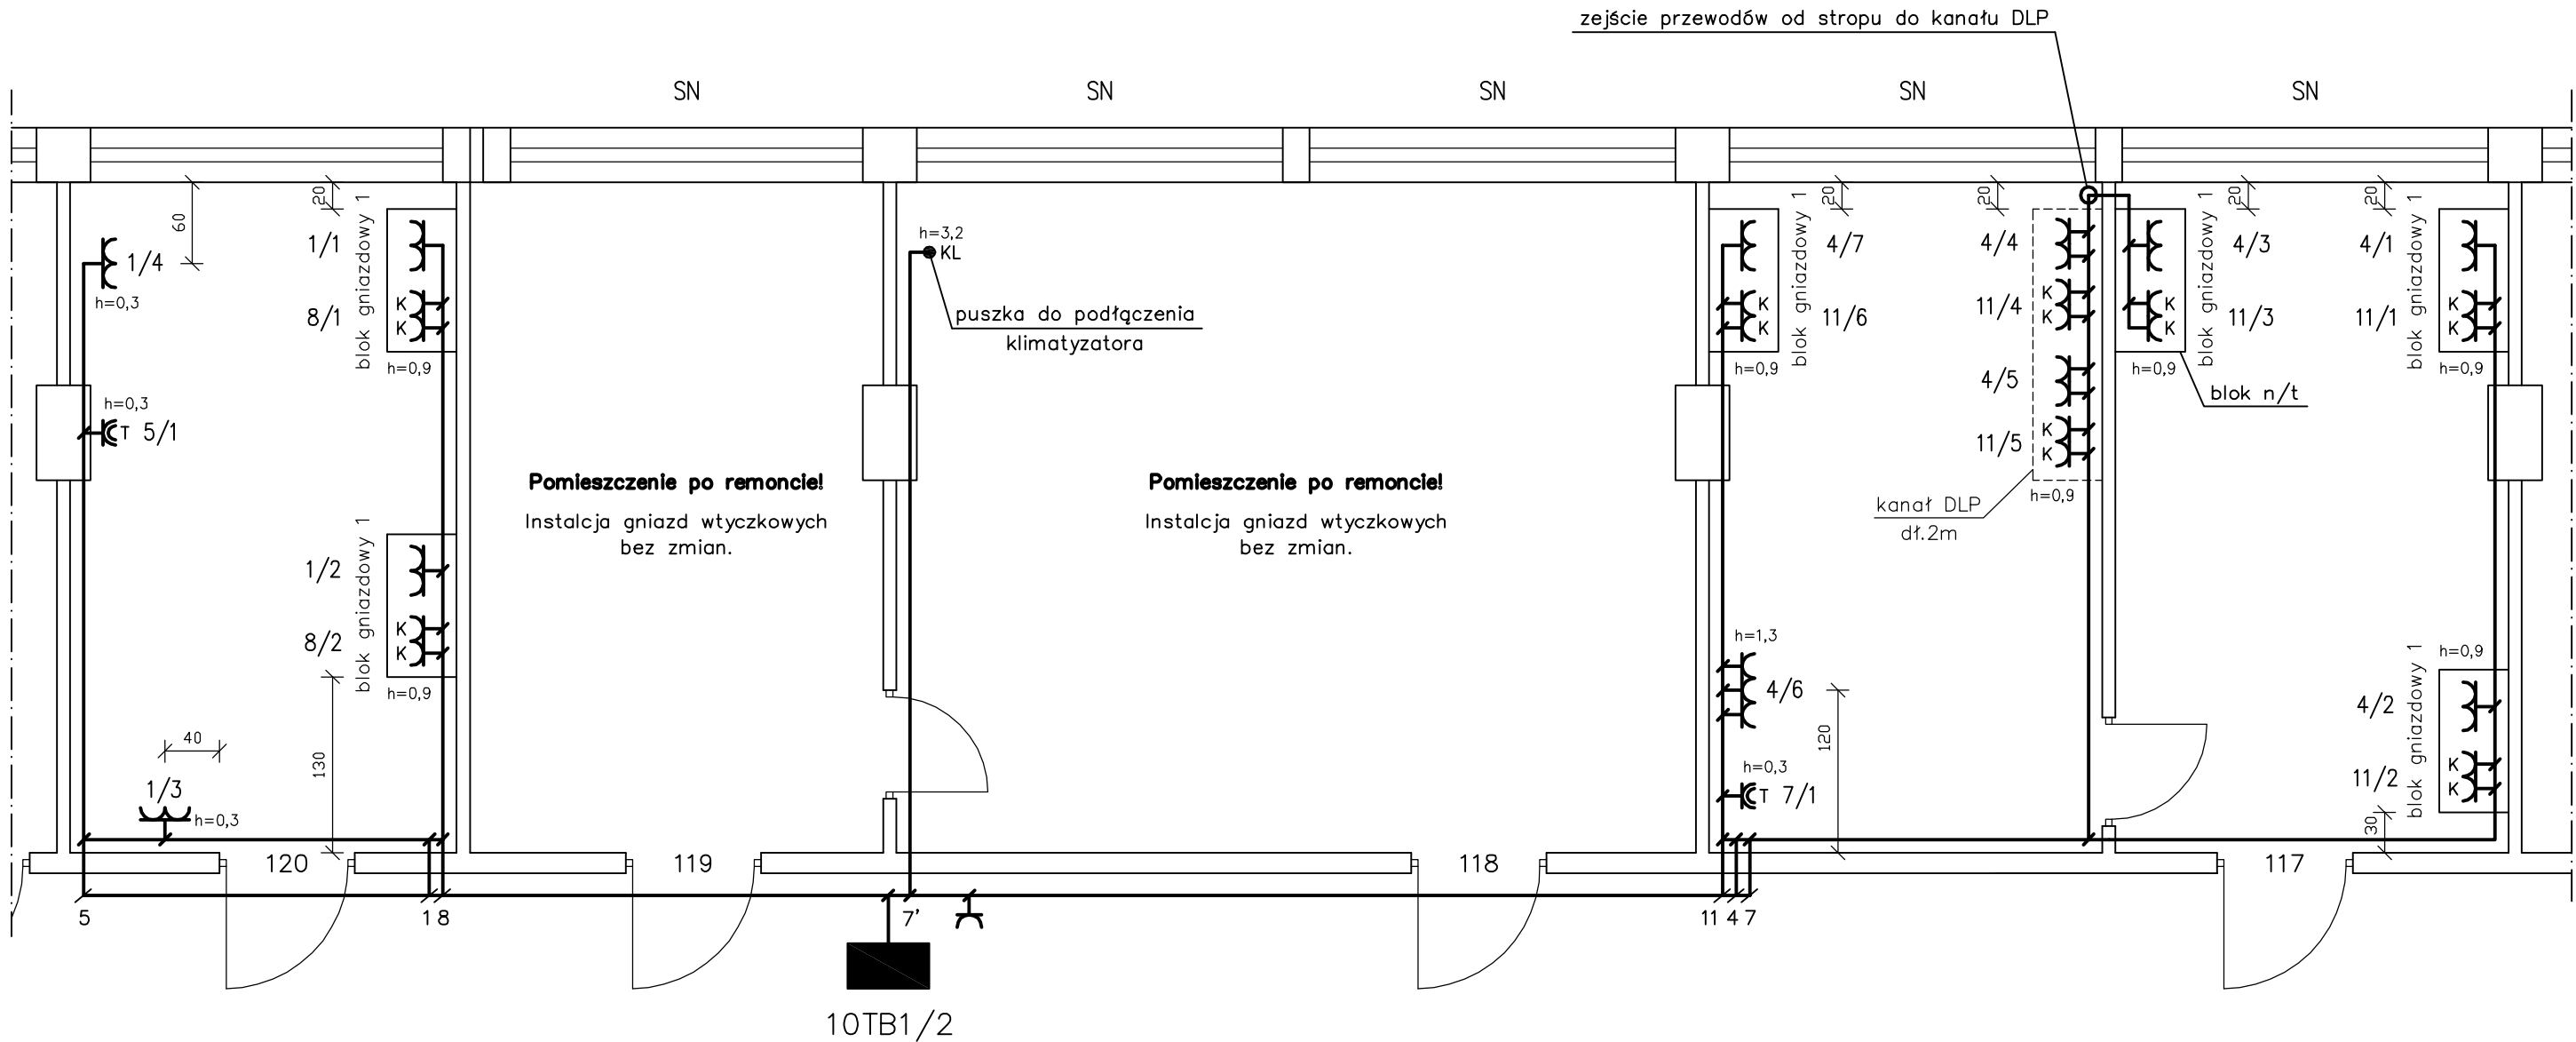 zejście przewodów od stropu do kanału DLP
SN
SN
SN
SN
SN
60
20
1/4
h=0,3
h=0,3
T 5/1
1/1
8/1
K
K
blok gniazdowy 1
h=0,9
1/2
8/2
K
K
blok gniazdowy 1
h=0,9
40
130
1/3
h=0,3
120
Pomieszczenie po remoncie!
Instalcja gniazd wtyczkowych
bez zmian.
119
h=3,2
KL
puszka do podłączenia
klimatyzatora
Pomieszczenie po remoncie!
Instalcja gniazd wtyczkowych
bez zmian.
118
20
20
K
K
h=0,9
blok gniazdowy 1
4/7
11/6
4/4
11/4
K
K
4/5
11/5
K
K
h=0,9
kanał DLP
dł.2m
h=1,3
4/6
120
h=0,3
T 7/1
20
20
K
K
h=0,9
blok gniazdowy 1
4/3
11/3
blok n/t
4/1
11/1
K
K
blok gniazdowy 1
h=0,9
h=0,9
4/2
11/2
K
K
blok gniazdowy 1
30
117
5
1 8
7'
11 4 7
10TB1/2